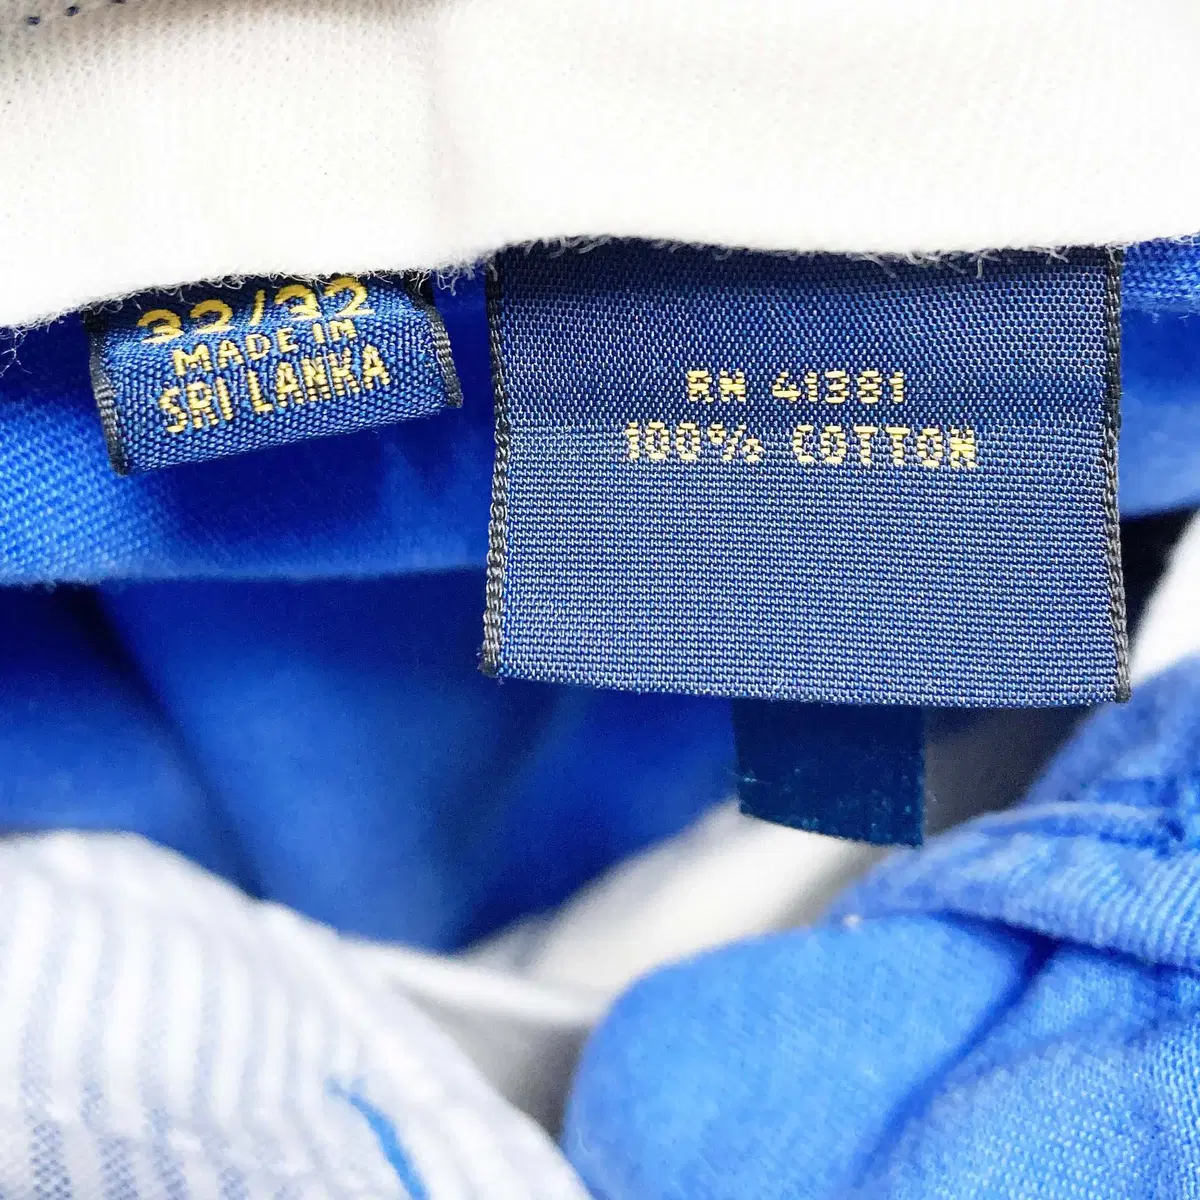 32/32
MADE IN
SRI LANKA
RN 41381
100% COTTON